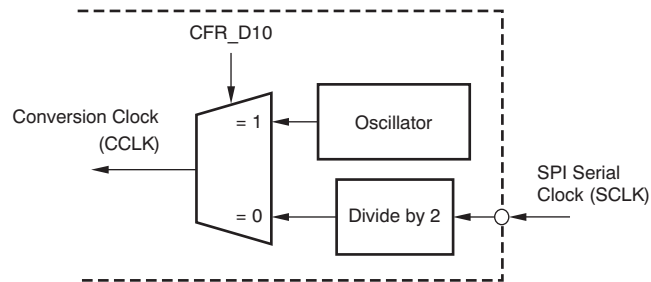 CFR_D10
Conversion Clock
(CCLK)
= 1
Oscillator
SPI Serial
Clock (SCLK)
= 0
Divide by 2